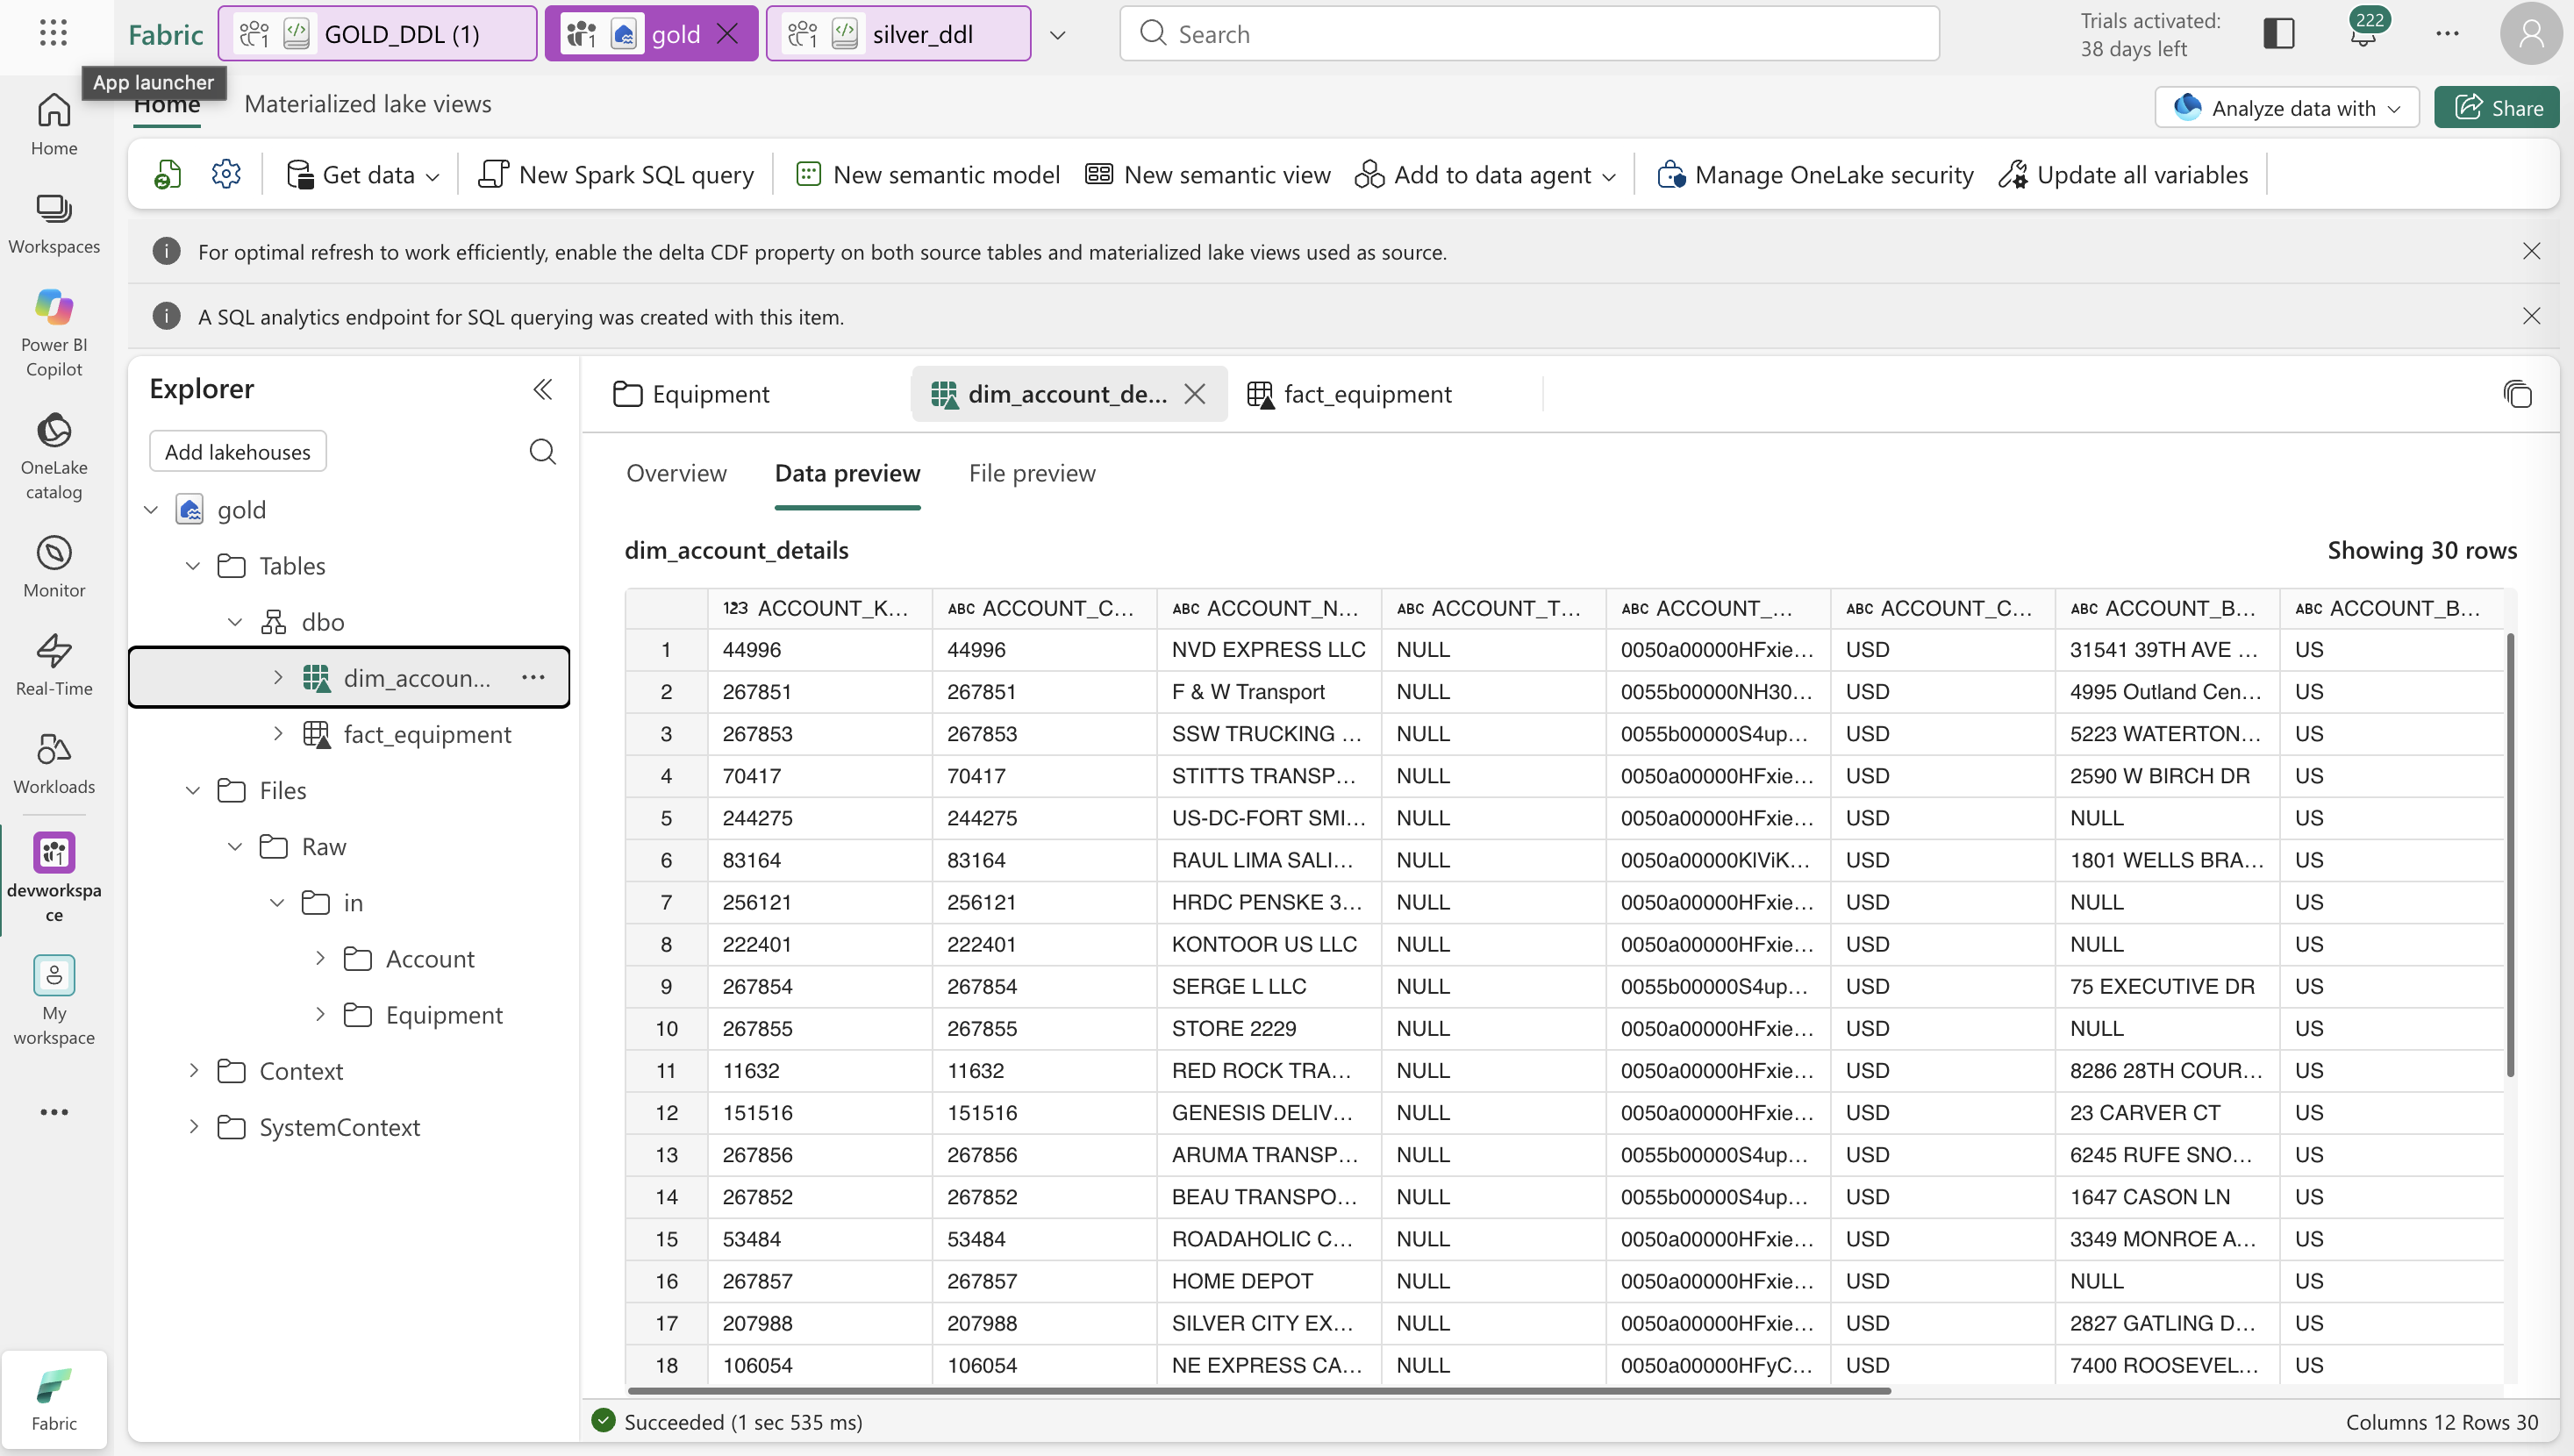 Fabric
GOLD_DDL (1)
gold
silver_ddl
Search
Trials activated:
38 days left
222
App launcher
Home
Materialized lake views
Analyze data with
Share
Get data
New Spark SQL query
New semantic model
New semantic view
Add to data agent
Manage OneLake security
Update all variables
For optimal refresh to work efficiently, enable the delta CDF property on both source tables and materialized lake views used as source.
A SQL analytics endpoint for SQL querying was created with this item.
Home
Workspaces
Power BI
Copilot
OneLake
catalog
Monitor
Real-Time
Workloads
devworkspa
ce
My
workspace
Fabric
Explorer
Add lakehouses
gold
Tables
dbo
dim_accoun...
fact_equipment
Files
Raw
in
Account
Equipment
Context
SystemContext
Equipment
dim_account_de...
fact_equipment
Overview
Data preview
File preview
dim_account_details
Showing 30 rows
123 ACCOUNT_K... ABC ACCOUNT_C... ABC ACCOUNT_N... ABC ACCOUNT_T... ABC ACCOUNT_... ABC ACCOUNT_C... ABC ACCOUNT_B... ABC ACCOUNT_B...
1 44996 44996 NVD EXPRESS LLC NULL 0050a00000HFxie... USD 31541 39TH AVE ... US
2 267851 267851 F & W Transport NULL 0055b00000NH30... USD 4995 Outland Cen... US
3 267853 267853 SSW TRUCKING ... NULL 0055b00000S4up... USD 5223 WATERTON... US
4 70417 70417 STITTS TRANSP... NULL 0050a00000HFxie... USD 2590 W BIRCH DR US
5 244275 244275 US-DC-FORT SMI... NULL 0050a00000HFxie... USD NULL US
6 83164 83164 RAUL LIMA SALI... NULL 0050a00000KlViK... USD 1801 WELLS BRA... US
7 256121 256121 HRDC PENSKE 3... NULL 0050a00000HFxie... USD NULL US
8 222401 222401 KONTOOR US LLC NULL 0050a00000HFxie... USD NULL US
9 267854 267854 SERGE L LLC NULL 0055b00000S4up... USD 75 EXECUTIVE DR US
10 267855 267855 STORE 2229 NULL 0050a00000HFxie... USD NULL US
11 11632 11632 RED ROCK TRA... NULL 0050a00000HFxie... USD 8286 28TH COUR... US
12 151516 151516 GENESIS DELIV... NULL 0050a00000HFxie... USD 23 CARVER CT US
13 267856 267856 ARUMA TRANSP... NULL 0055b00000S4up... USD 6245 RUFE SNO... US
14 267852 267852 BEAU TRANSPO... NULL 0055b00000S4up... USD 1647 CASON LN US
15 53484 53484 ROADAHOLIC C... NULL 0050a00000HFxie... USD 3349 MONROE A... US
16 267857 267857 HOME DEPOT NULL 0050a00000HFxie... USD NULL US
17 207988 207988 SILVER CITY EX... NULL 0050a00000HFxie... USD 2827 GATLING D... US
18 106054 106054 NE EXPRESS CA... NULL 0050a00000HFyC... USD 7400 ROOSEVEL... US
Succeeded (1 sec 535 ms)
Columns 12 Rows 30